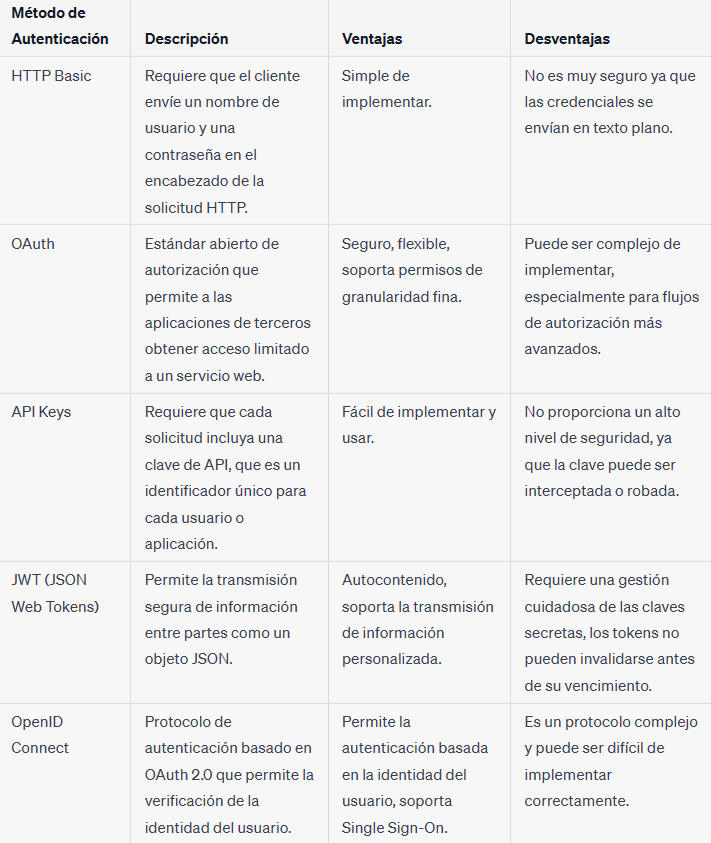 Método de
Autenticación
Descripción
Ventajas
Desventajas
HTTP Basic
Requiere que el cliente
envíe un nombre de
usuario y una
contraseña en el
encabezado de la
solicitud HTTP.
Simple de
implementar.
No es muy seguro ya que
las credenciales se
envían en texto plano.
OAuth
Estándar abierto de
autorización que
permite a las
aplicaciones de terceros
obtener acceso limitado
a un servicio web.
Seguro, flexible,
soporta permisos de
granularidad fina.
Puede ser complejo de
implementar,
especialmente para flujos
de autorización más
avanzados.
API Keys
Requiere que cada
solicitud incluya una
clave de API, que es un
identificador único para
cada usuario o
aplicación.
Fácil de implementar y
usar.
No proporciona un alto
nivel de seguridad, ya
que la clave puede ser
interceptada o robada.
JWT (JSON
Web Tokens)
Permite la transmisión
segura de información
entre partes como un
objeto JSON.
Autocontenido,
soporta la transmisión
de información
personalizada.
Requiere una gestión
cuidadosa de las claves
secretas, los tokens no
pueden invalidarse antes
de su vencimiento.
OpenID
Connect
Protocolo de
autenticación basado en
OAuth 2.0 que permite la
verificación de la
identidad del usuario.
Permite la
autenticación basada
en la identidad del
usuario, soporta
Single Sign-On.
Es un protocolo complejo
y puede ser difícil de
implementar
correctamente.